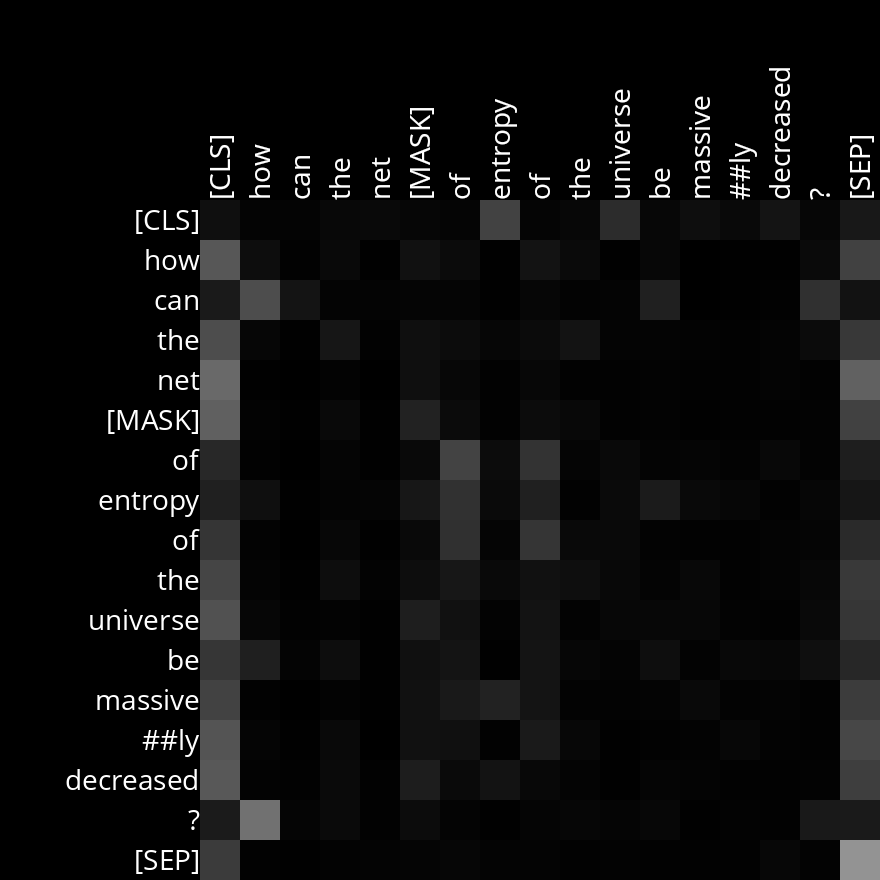 [CLS] how can the net [MASK] of entropy of the universe be massive ##ly decreased ? [SEP]
[CLS]
how
can
the
net
[MASK]
of
entropy
of
the
universe
be
massive
##ly
decreased
?
[SEP]